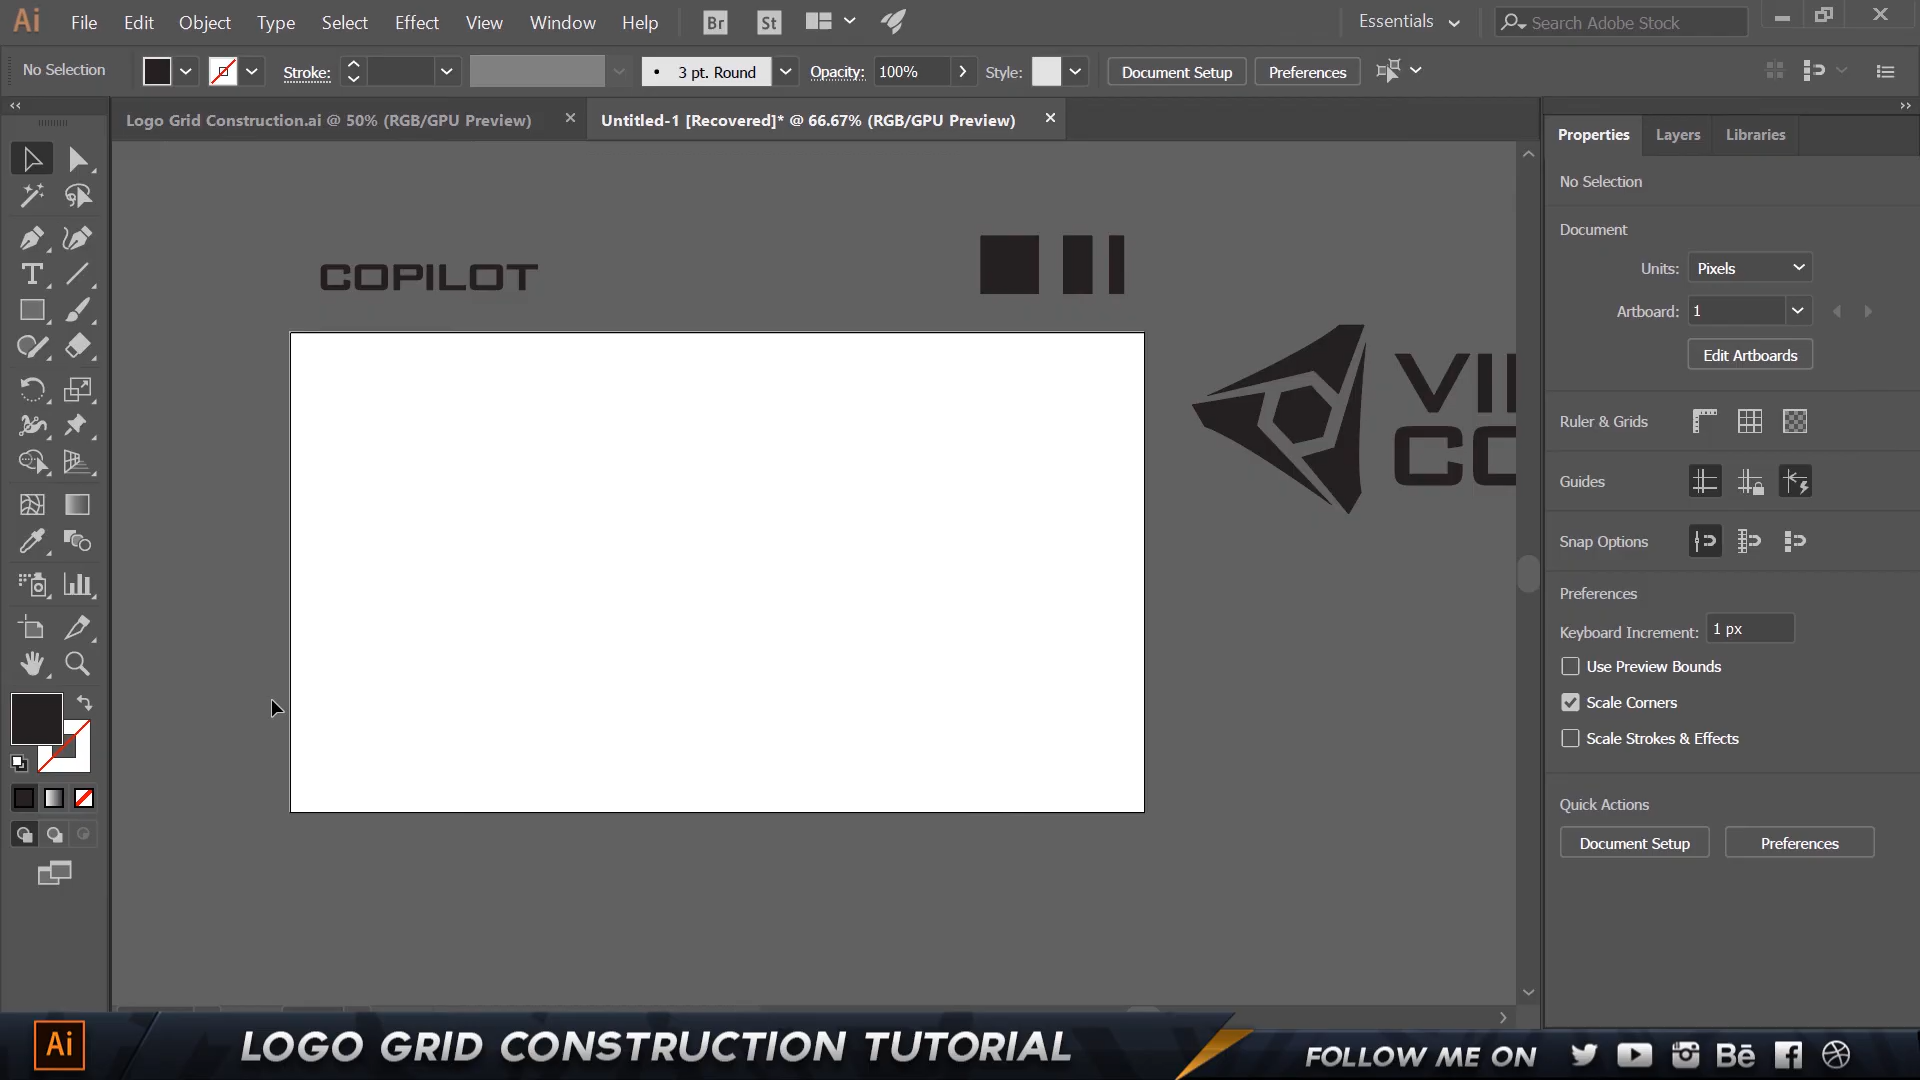 Ai File Edit Object Type Select Effect View Window Help Br St Essentials Search Adobe Stock
No Selection Stroke: 3 pt. Round Opacity: 100% Style: Document Setup Preferences
Logo Grid Construction.ai @ 50% (RGB/GPU Preview) Untitled-1 [Recovered]* @ 66.67% (RGB/GPU Preview)
Properties Layers Libraries
No Selection
Document
Units: Pixels
Artboard: 1
Edit Artboards
Ruler & Grids
Guides
Snap Options
Preferences
Keyboard Increment: 1 px
Use Preview Bounds
Scale Corners
Scale Strokes & Effects
Quick Actions
Document Setup Preferences
COPILOT
Ai LOGO GRID CONSTRUCTION TUTORIAL FOLLOW ME ON Bē